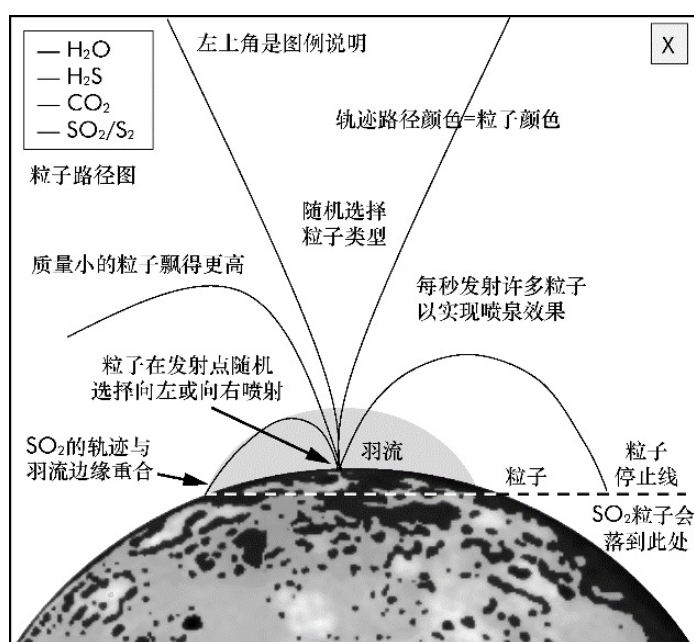 左上角是图例说明
X
— H₂O
— H₂S
— CO₂
— SO₂/S₂
轨迹路径颜色=粒子颜色
粒子路径图
随机选择
粒子类型
质量小的粒子飘得更高
每秒发射许多粒子
以实现喷泉效果
粒子在发射点随机
选择向左或向右喷射
SO₂的轨迹与
羽流边缘重合
羽流
粒子
粒子
停止线
SO₂粒子会
落到此处